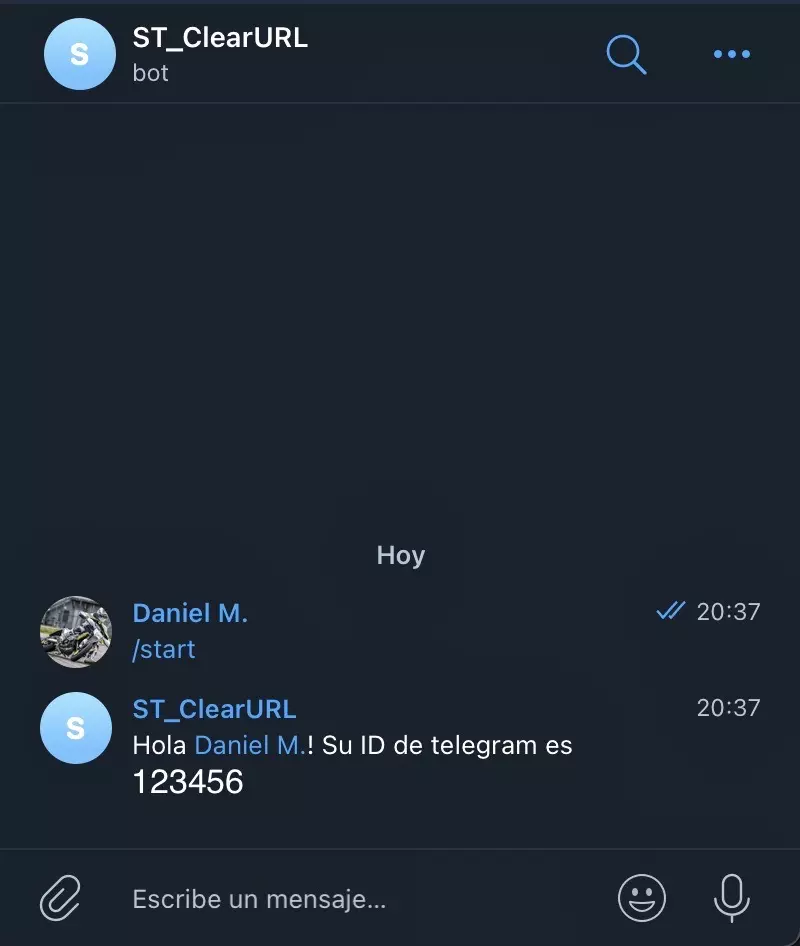 S
ST_ClearURL
bot
Hoy
Daniel M.
20:37
/start
S
ST_ClearURL
20:37
Hola Daniel M.! Su ID de telegram es
123456
Escribe un mensaje...